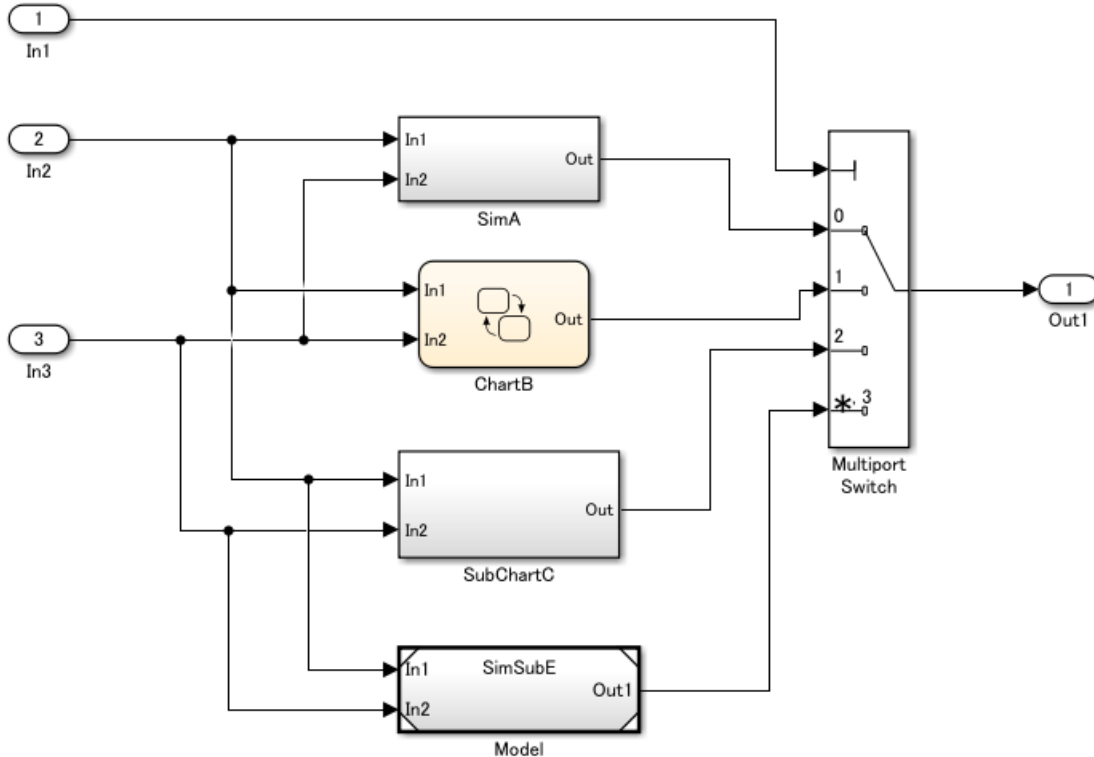 1
In1
2
In2
In1
In2
Out
SimA
0
1
2
*, 3
Multiport
Switch
1
Out1
3
In3
In1
In2
Out
ChartB
In1
In2
Out
SubChartC
In1
In2
SimSubE
Out1
Model